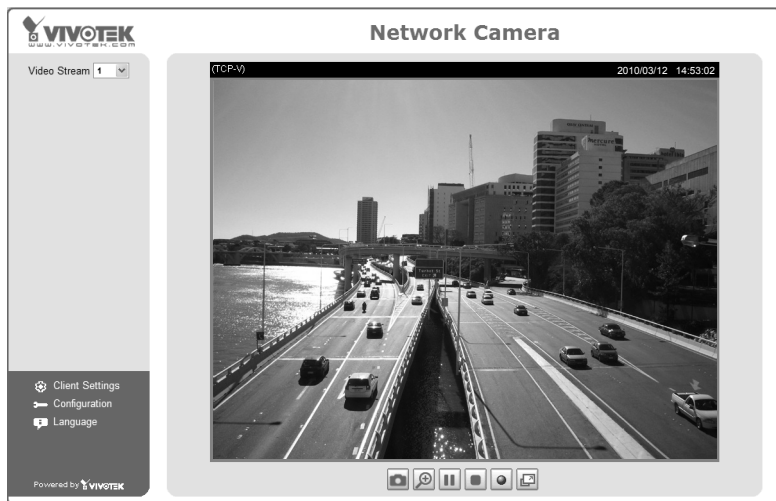 VIVOTEK
www.vivotek.com
Network Camera
Video Stream 1
(TCP-V) 2010/03/12 14:53:02
Mercure
Client Settings
Configuration
Language
Powered by VIVOTEK